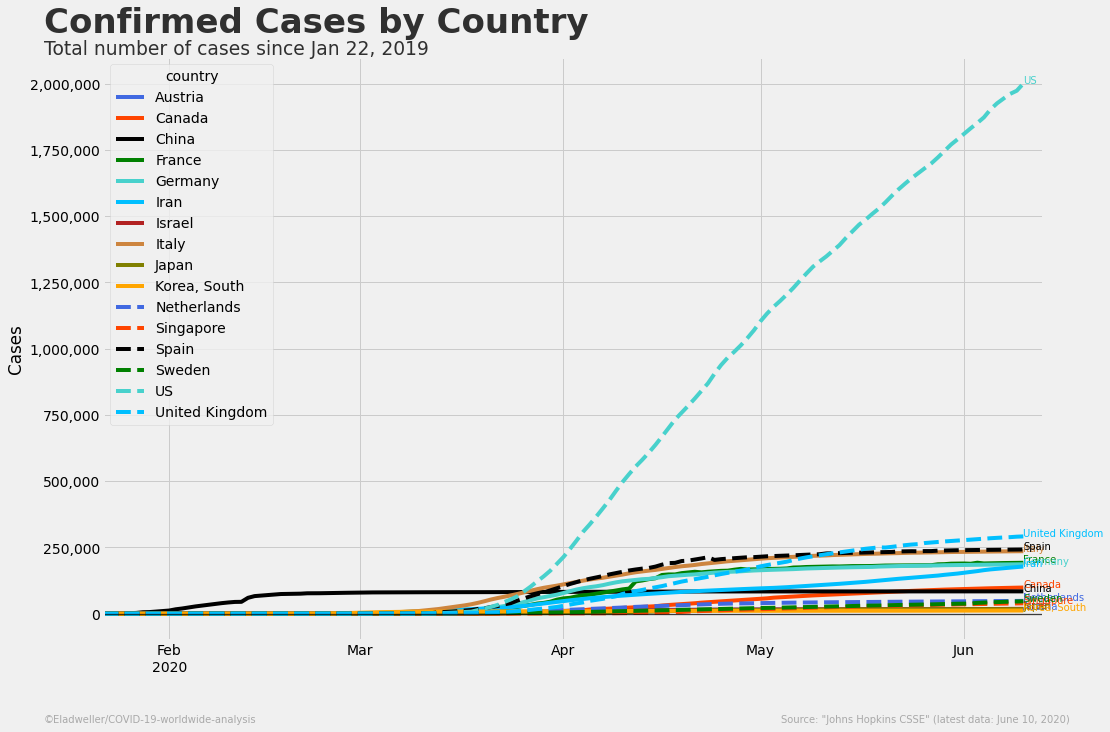 Confirmed Cases by Country
Total number of cases since Jan 22, 2019
country
Austria
Canada
China
France
Germany
Iran
Israel
Italy
Japan
Korea, South
Netherlands
Singapore
Spain
Sweden
US
United Kingdom
Cases
2,000,000
1,750,000
1,500,000
1,250,000
1,000,000
750,000
500,000
250,000
0
Feb
2020
Mar
Apr
May
Jun
US
United Kingdom
Spain
France
Iran
Canada
China
Netherlands
Sweden
©Eladweller/COVID-19-worldwide-analysis
Source: "Johns Hopkins CSSE" (latest data: June 10, 2020)